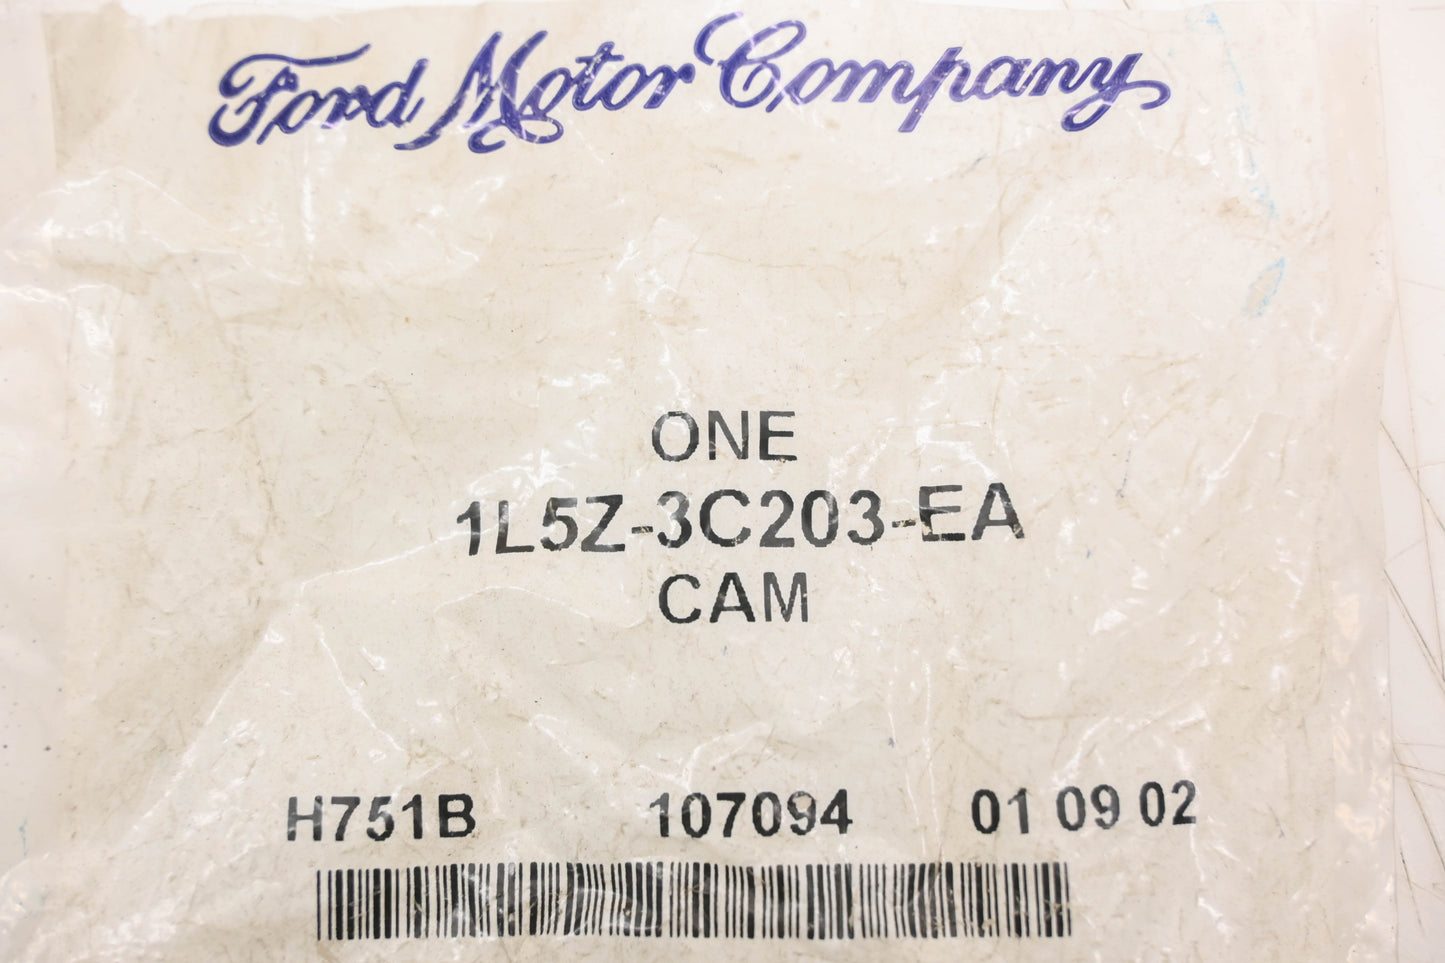 Ford Motor Company
ONE
1L5Z-3C203-EA
CAM
H751B 107094 01 09 02